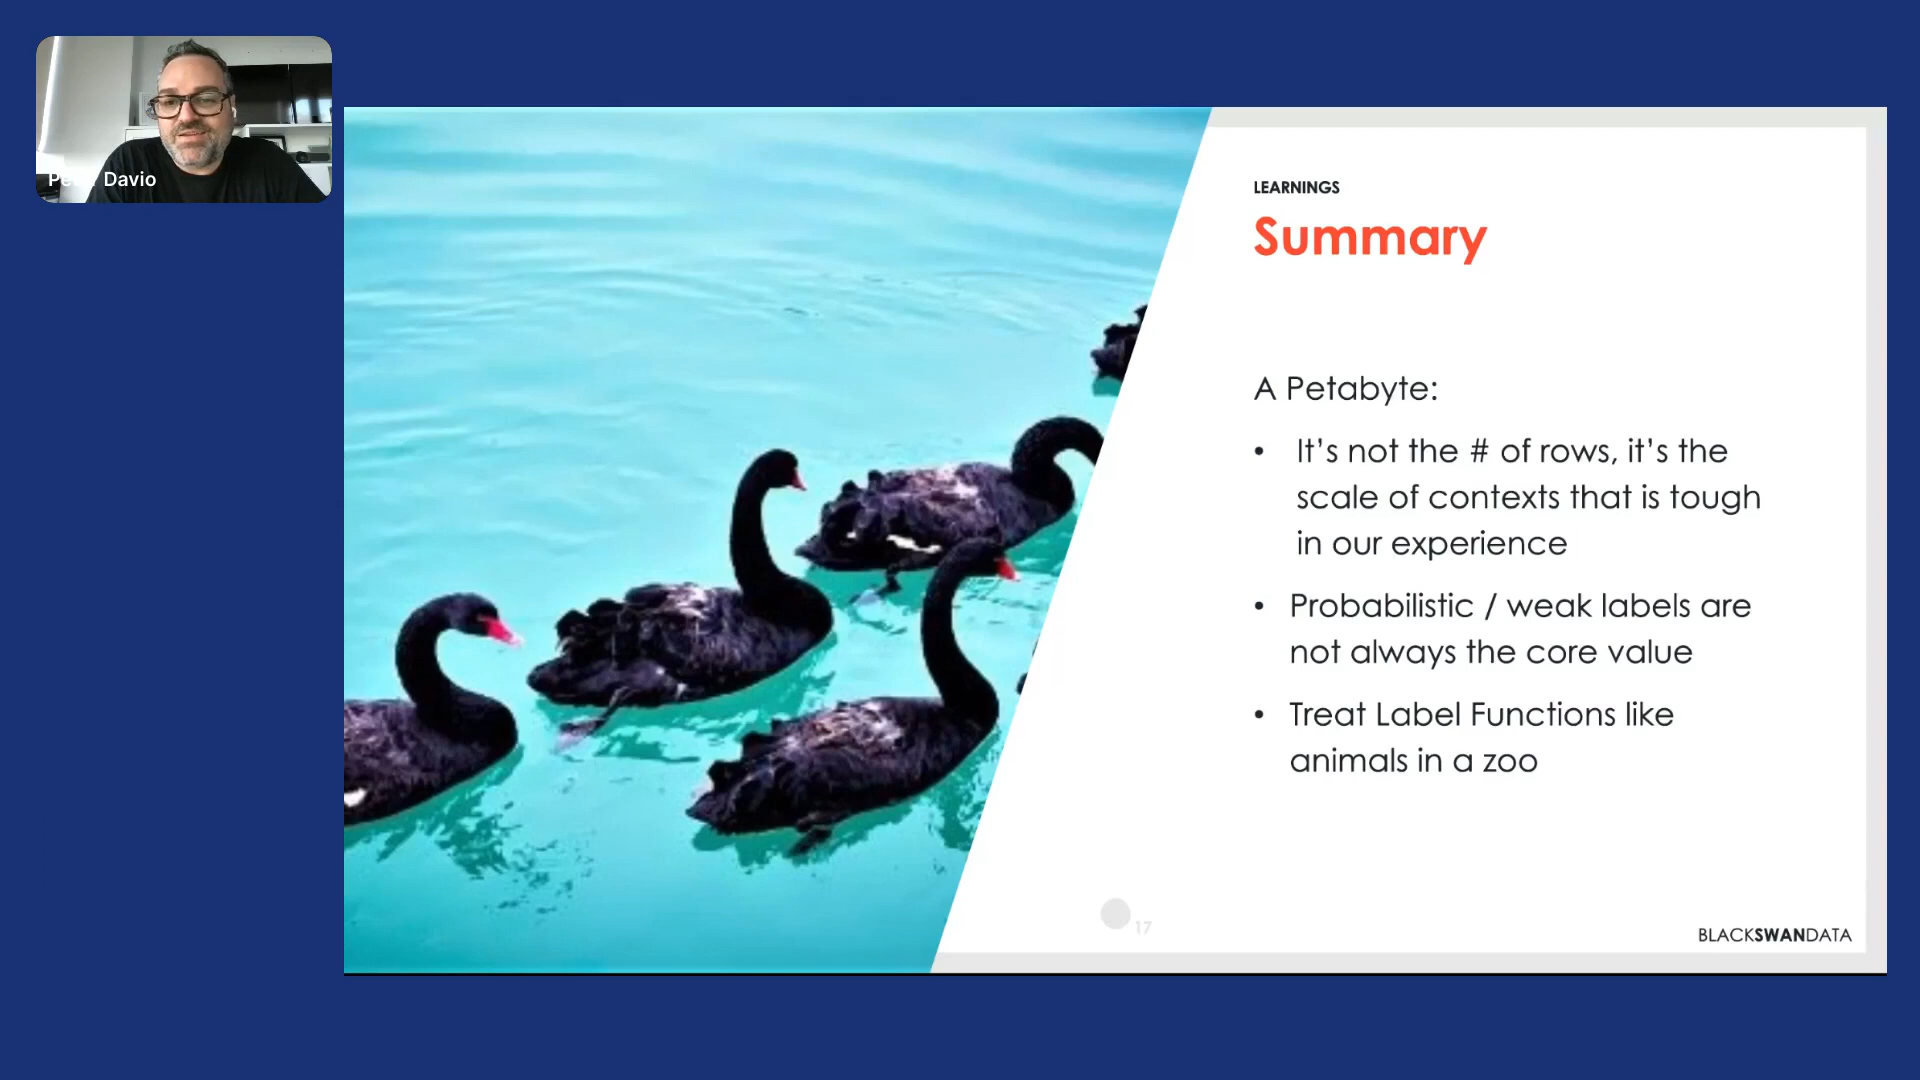 Davio
LEARNINGS
Summary
A Petabyte:
• It's not the # of rows, it's the
scale of contexts that is tough
in our experience
• Probabilistic / weak labels are
not always the core value
• Treat Label Functions like
animals in a zoo
17
BLACKSWANDATA